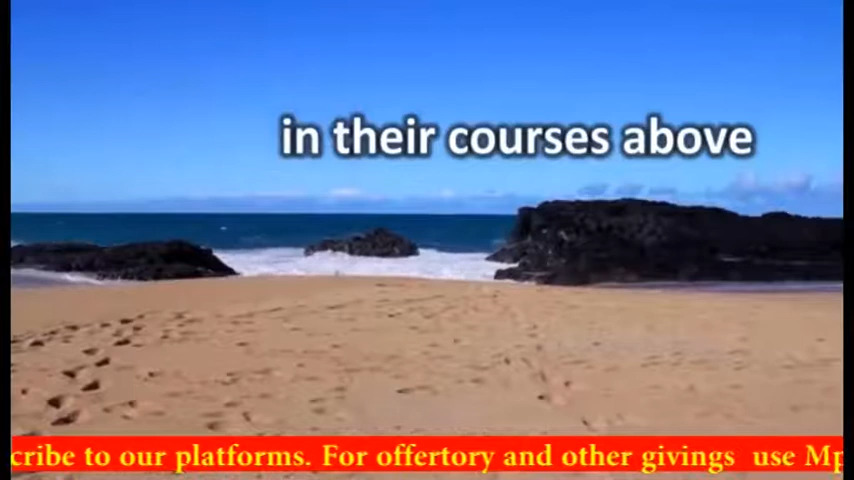 in their courses above
cribe to our platforms. For offertory and other givings use Mp